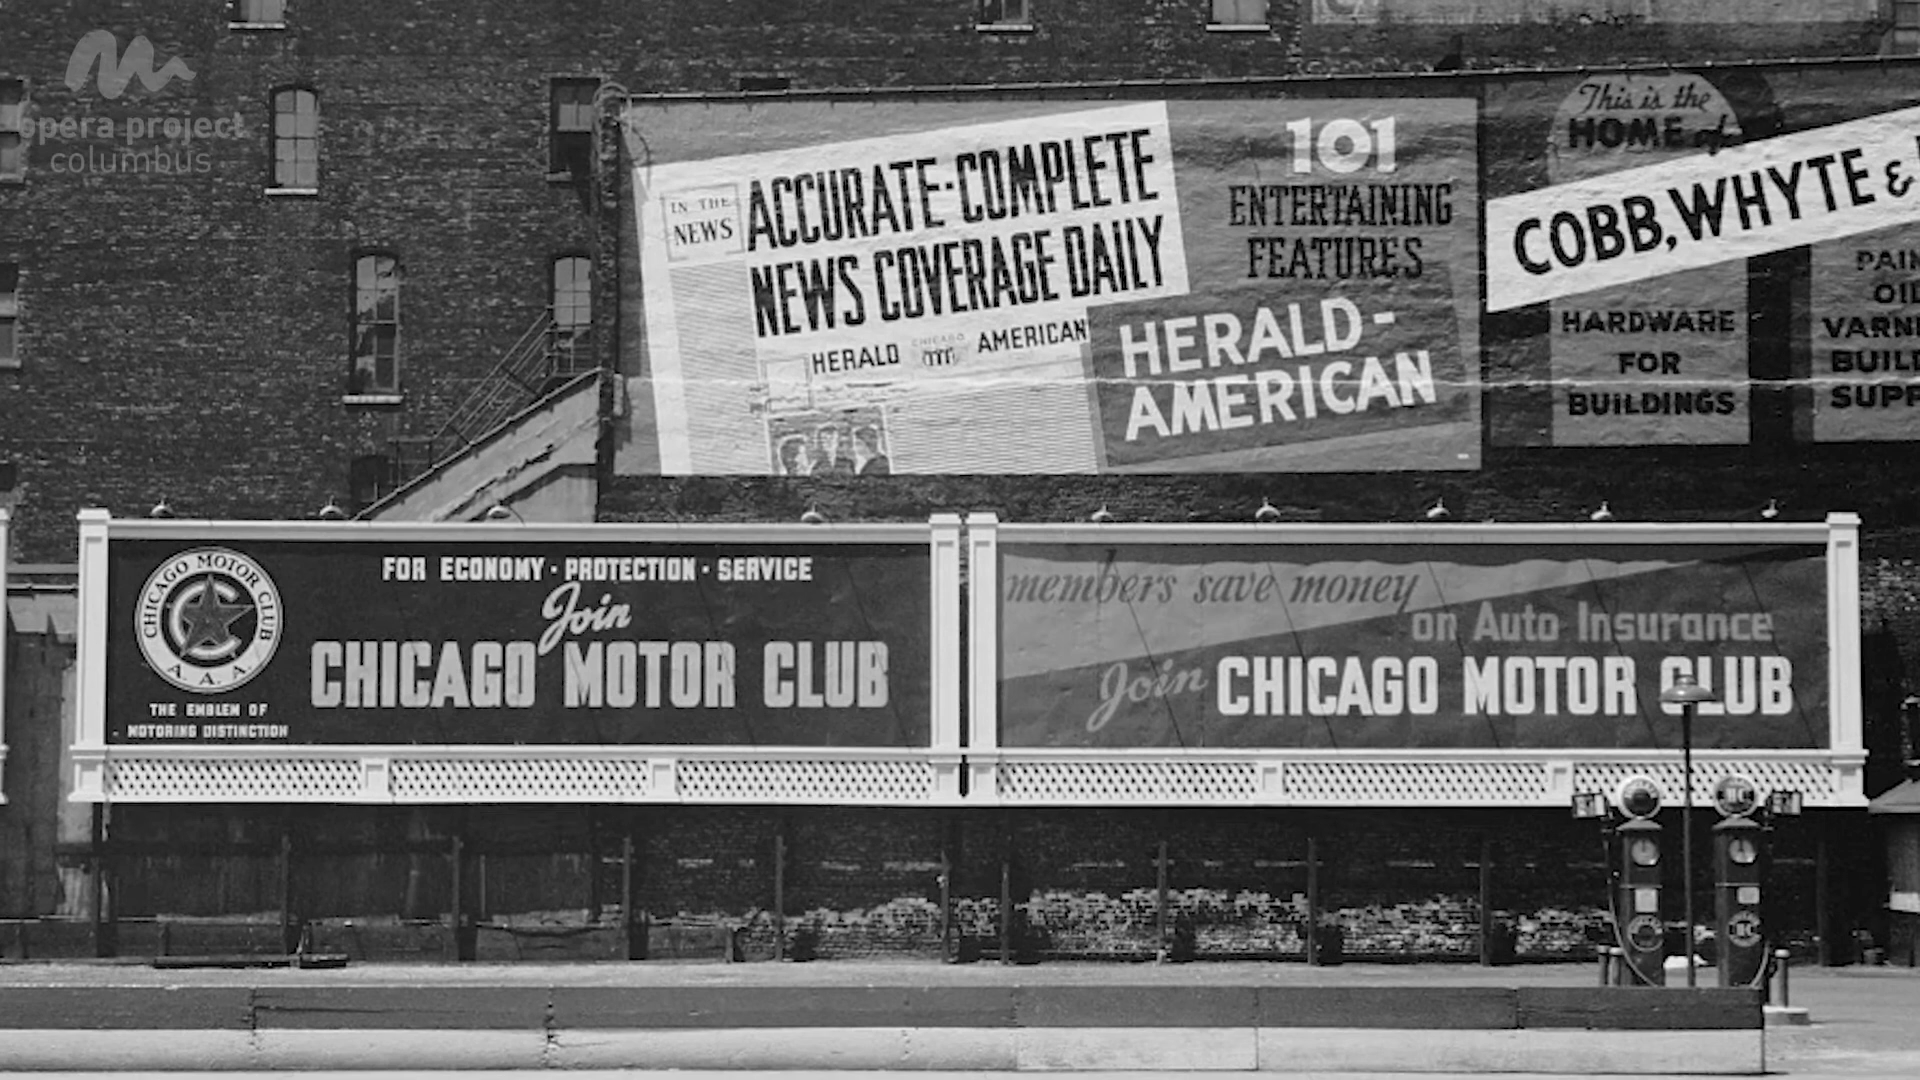 opera project
columbus
IN THE
NEWS
ACCURATE-COMPLETE
NEWS COVERAGE DAILY
HERALD CHICAGO AMERICAN
101
ENTERTAINING
FEATURES
HERALD-
AMERICAN
This is the
HOME of
COBB, WHYTE &
HARDWARE
FOR
BUILDINGS
CHICAGO MOTOR CLUB
A. A. A.
THE EMBLEM OF
MOTORING DISTINCTION
FOR ECONOMY · PROTECTION · SERVICE
Join
CHICAGO MOTOR CLUB
members save money
on Auto Insurance
Join CHICAGO MOTOR CLUB